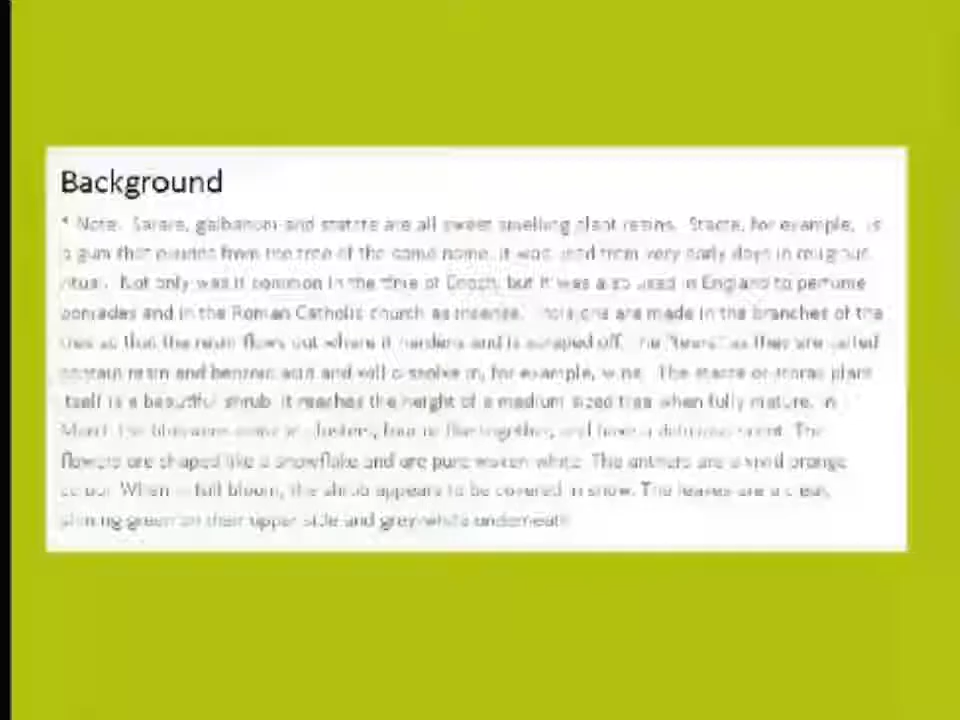 Background
* Note. galbanum and stacte are all sweet smelling plant resins. Stacte, for example, is
a gum that exudes from the tree of the same name. It was used from very early days in religious
ritual. Not only was it common in the time of Enoch, but it was also used in England to perfume
pomades and in the Roman Catholic church as incense. are made in the branches of the
tree so that the resin flows out where it hardens and is scraped off. The "tears" as they are called
contain resin and benzoic acid and will dissolve in, for example, wine. The stacte or storax plant
itself is a beautiful shrub. It reaches the height of a medium sized tree when fully mature. In
the blossoms clusters, four or five together, and have a delicious scent. The
flowers are shaped like a snowflake and are pure white. The anthers are a vivid orange
colour. When in full bloom, the shrub appears to be covered in snow. The leaves are a
shining green on their upper side and grey-white underneath